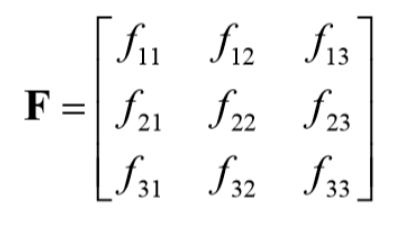 f₁₁ f₁₂ f₁₃
F = f₂₁ f₂₂ f₂₃
f₃₁ f₃₂ f₃₃